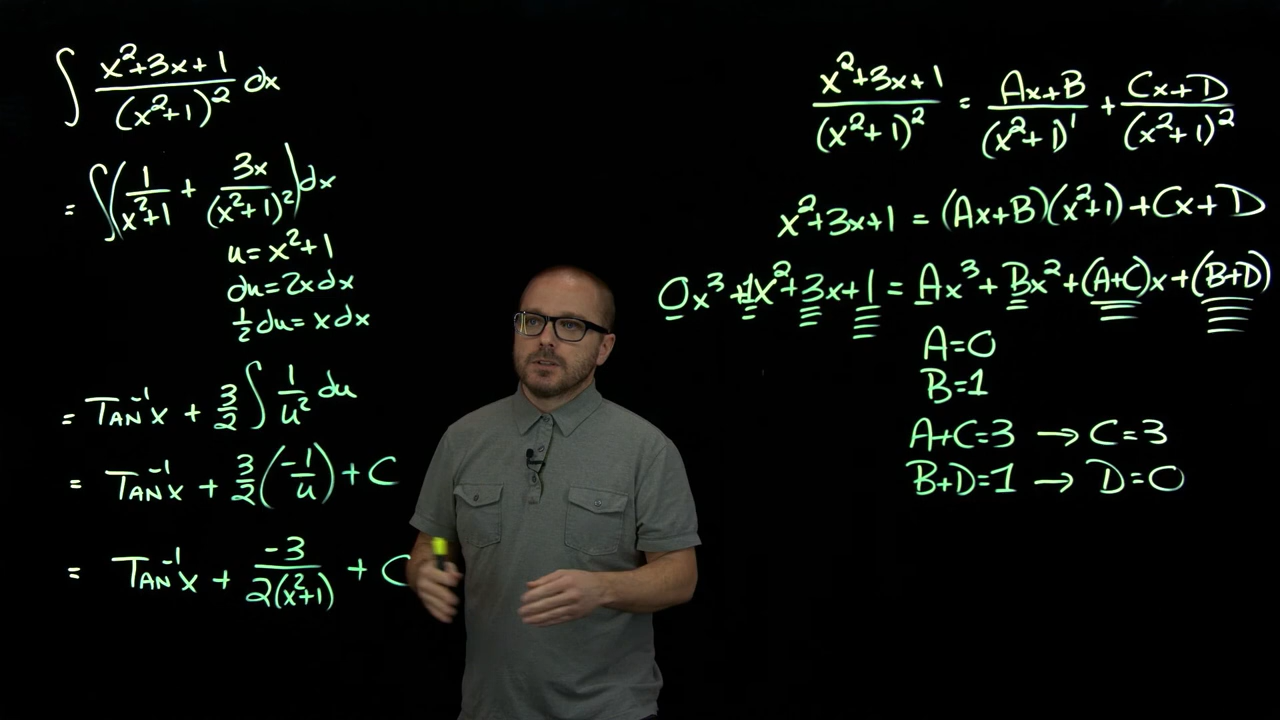 ∫ (x²+3x+1)/(x²+1)² dx
= ∫(1/(x²+1) + 3x/(x²+1)²)dx
u = x²+1
du = 2x dx
½ du = x dx
= TAN⁻¹x + 3/2 ∫ 1/u² du
= TAN⁻¹x + 3/2 (-1/u) + C
= TAN⁻¹x + -3/(2(x²+1)) + C
(x²+3x+1)/(x²+1)² = (Ax+B)/(x²+1)¹ + (Cx+D)/(x²+1)²
x²+3x+1 = (Ax+B)(x²+1)+Cx+D
0x³+1x²+3x+1 = Ax³+Bx²+(A+C)x+(B+D)
A=0
B=1
A+C=3 → C=3
B+D=1 → D=0